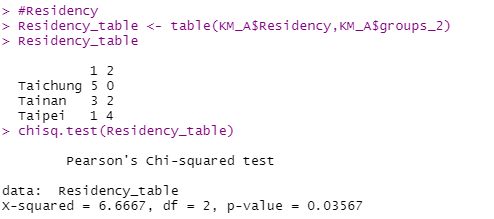 > #Residency
> Residency_table <- table(KM_A$Residency,KM_A$groups_2)
> Residency_table
1 2
Taichung 5 0
Tainan 3 2
Taipei 1 4
> chisq.test(Residency_table)
Pearson's Chi-squared test
data: Residency_table
X-squared = 6.6667, df = 2, p-value = 0.03567